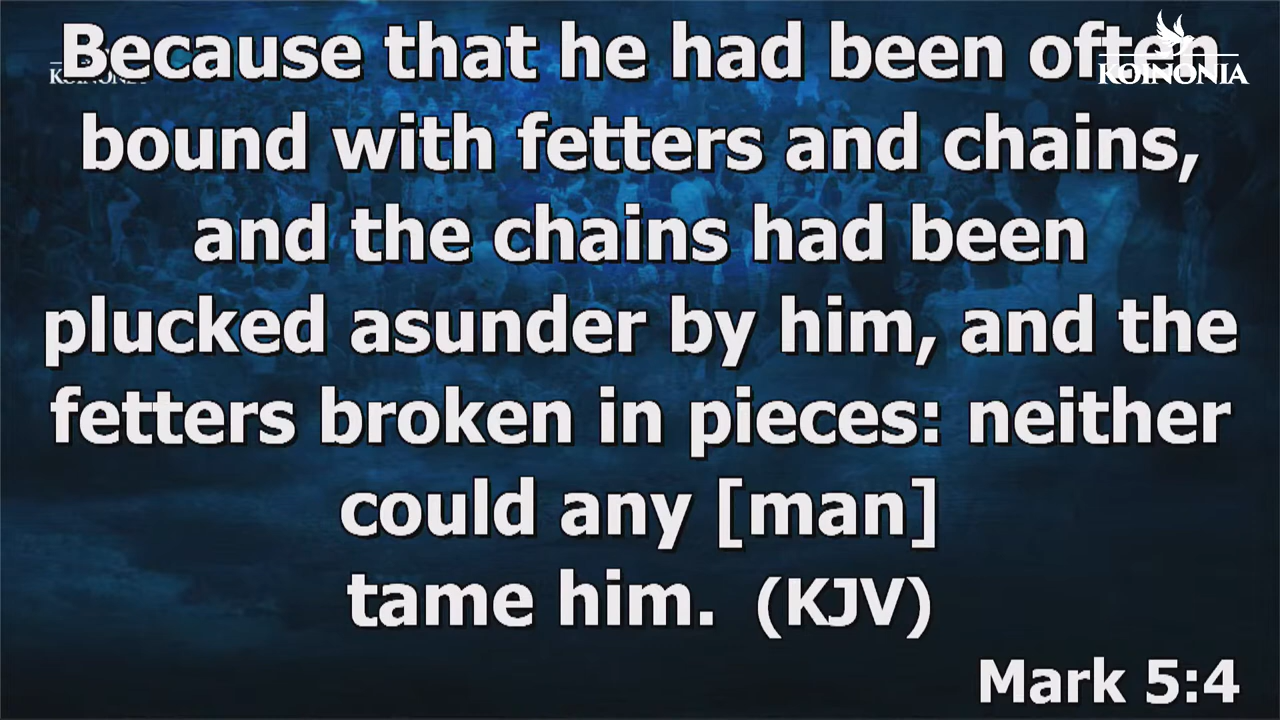 Because that he had been often
KOINONIA
bound with fetters and chains,
and the chains had been
plucked asunder by him, and the
fetters broken in pieces: neither
could any [man]
tame him.  (KJV)
Mark 5:4